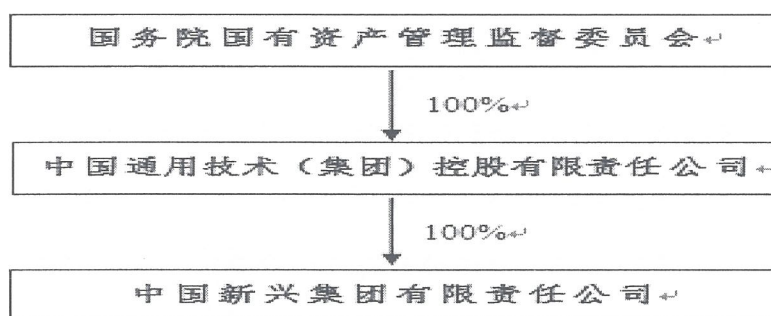 国务院国有资产管理监督委员会
100%
中国通用技术（集团）控股有限责任公司
100%
中国新兴集团有限责任公司